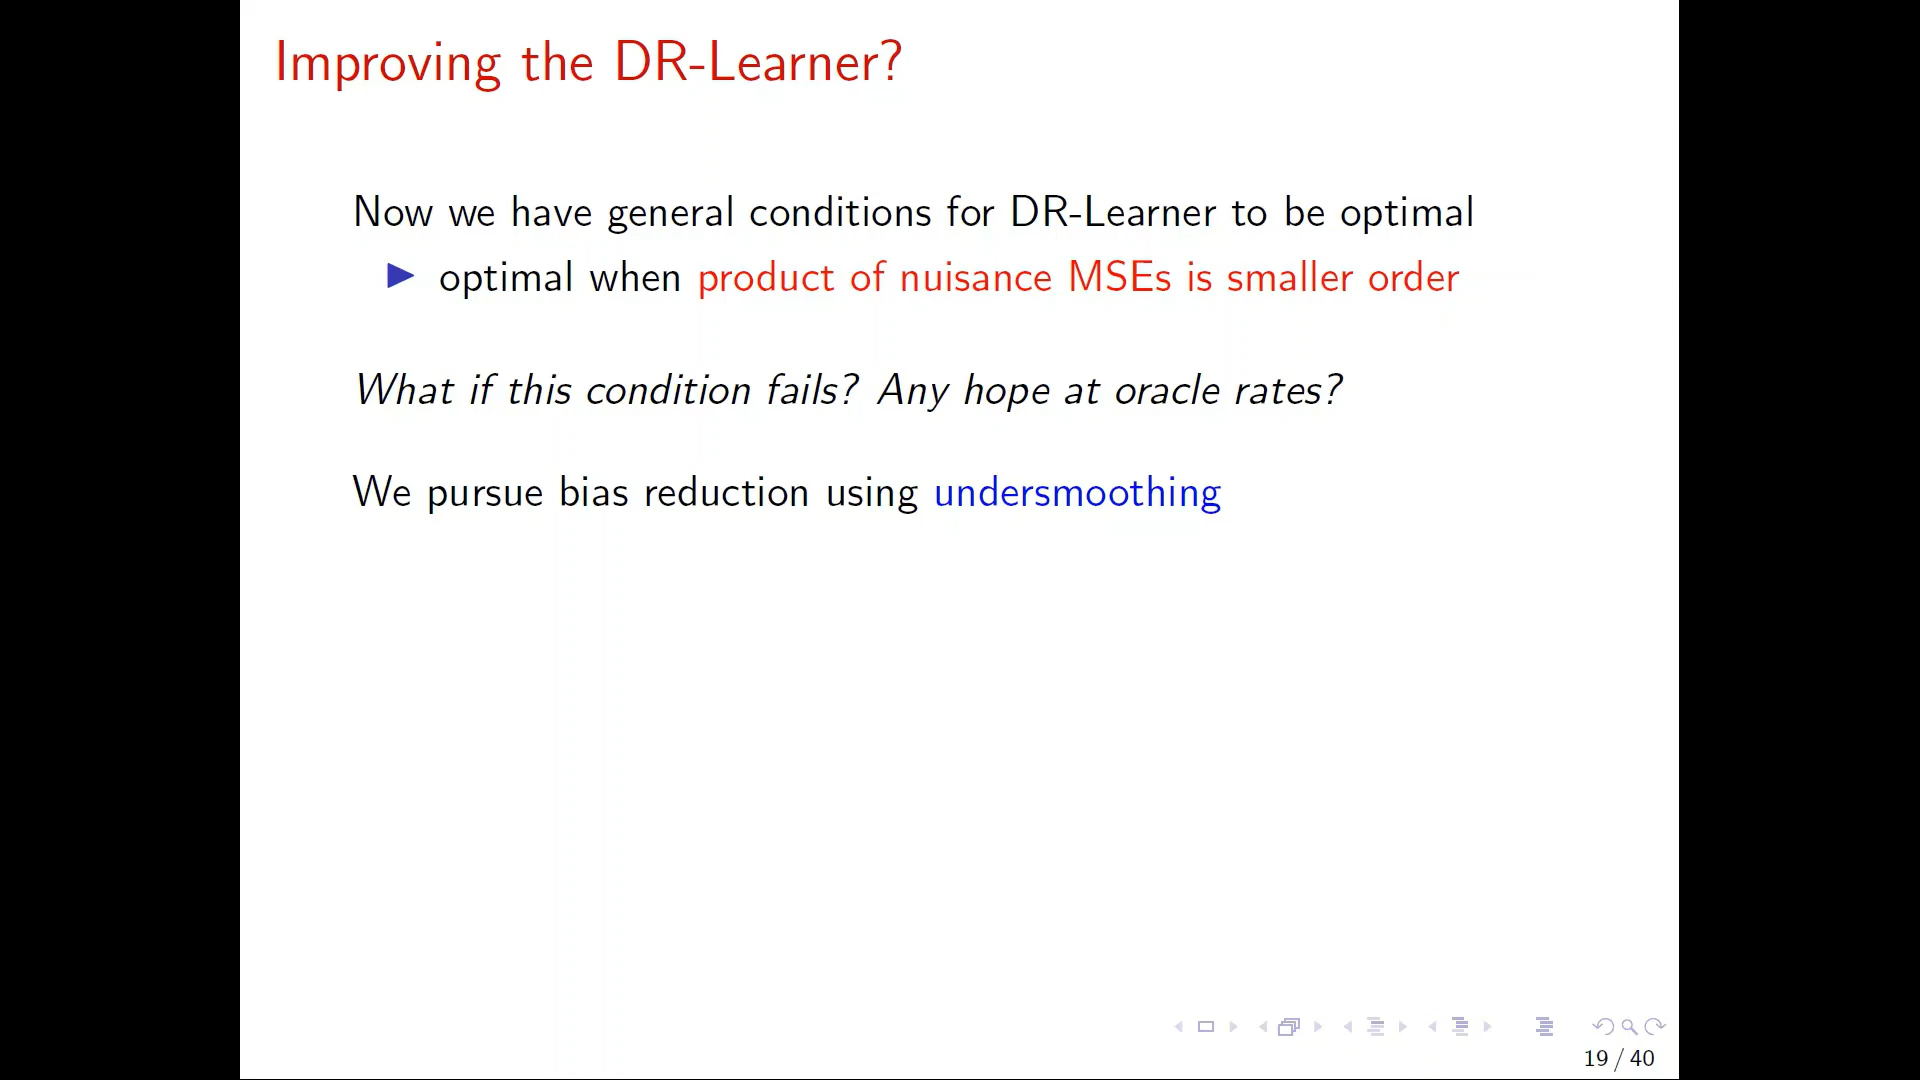 Improving the DR-Learner?
Now we have general conditions for DR-Learner to be optimal
▶ optimal when product of nuisance MSEs is smaller order
What if this condition fails? Any hope at oracle rates?
We pursue bias reduction using undersmoothing
19 / 40